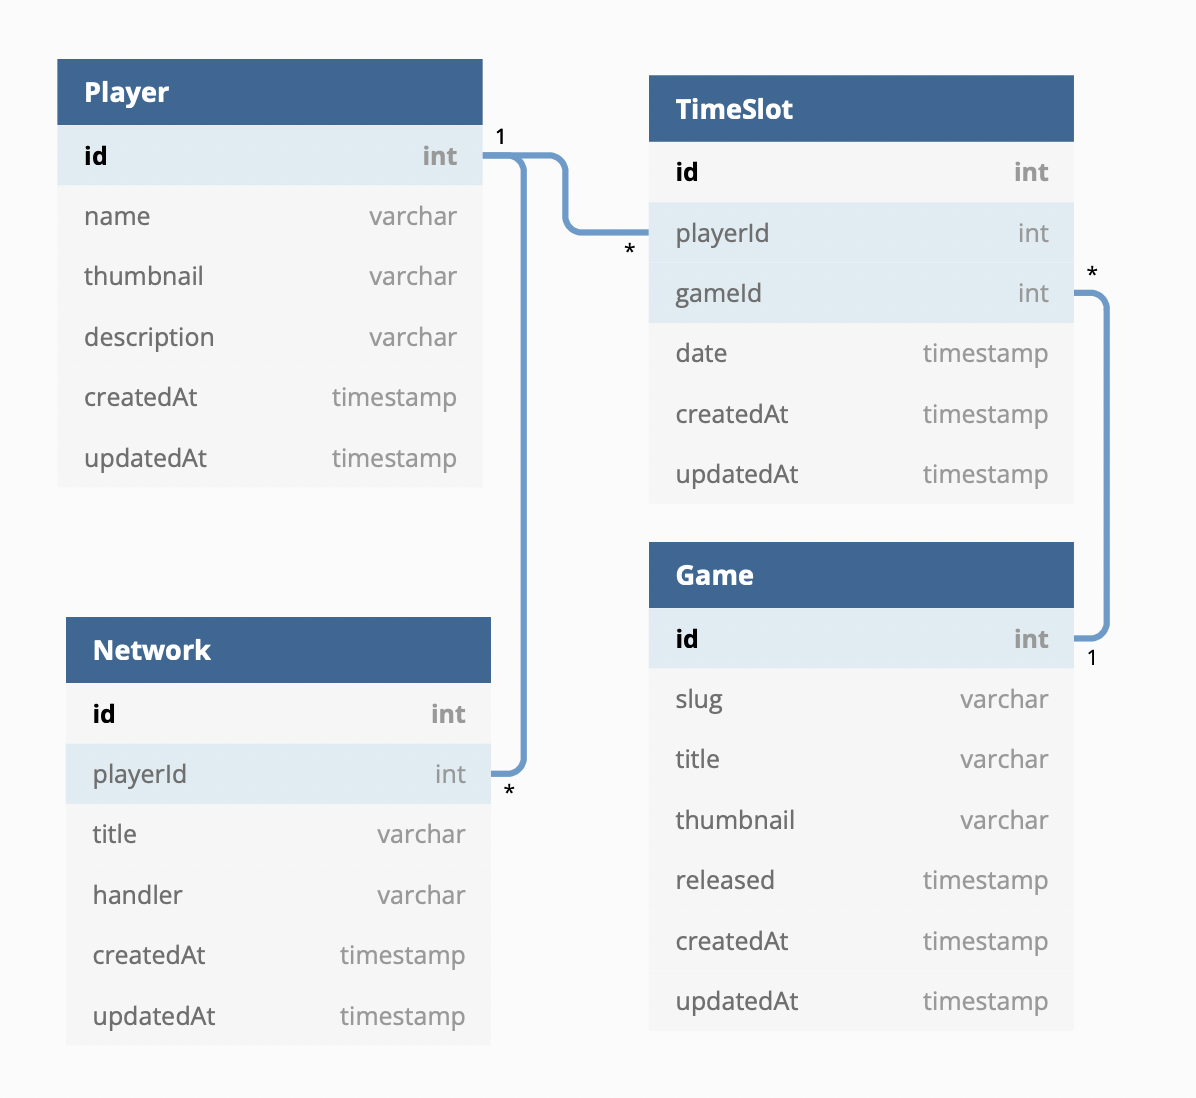 Player
id int
name varchar
thumbnail varchar
description varchar
createdAt timestamp
updatedAt timestamp
1
*
TimeSlot
id int
playerId int
gameId int
date timestamp
createdAt timestamp
updatedAt timestamp
*
1
Network
id int
playerId int
title varchar
handler varchar
createdAt timestamp
updatedAt timestamp
*
Game
id int
slug varchar
title varchar
thumbnail varchar
released timestamp
createdAt timestamp
updatedAt timestamp